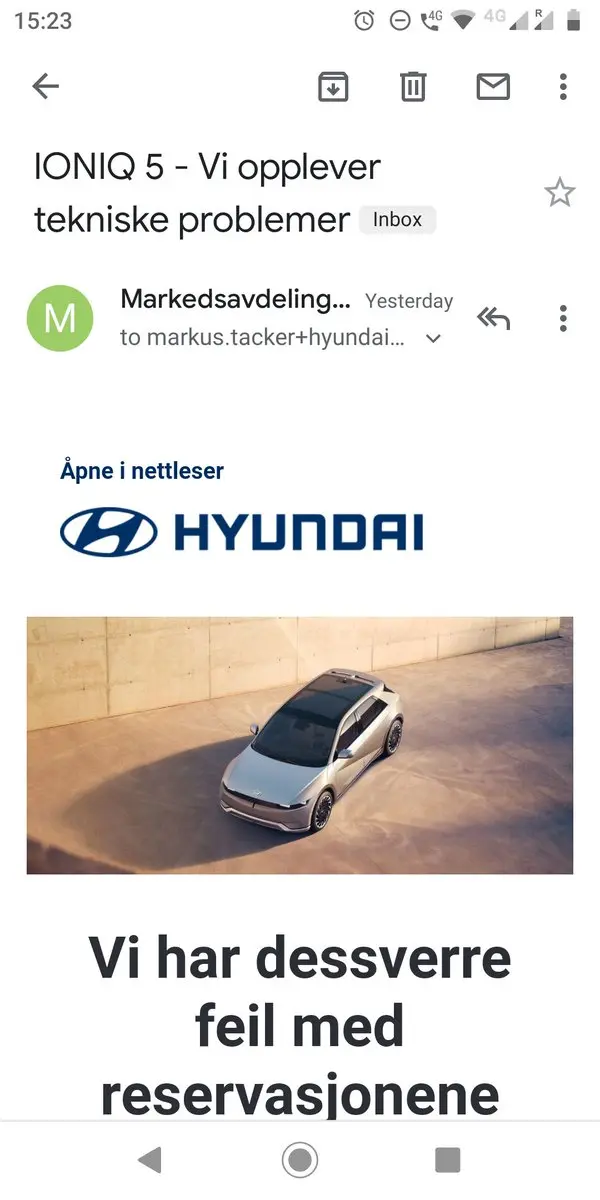 15:23
4G 4G R
IONIQ 5 - Vi opplever
tekniske problemer Inbox
M
Markedsavdeling... Yesterday
to markus.tacker+hyundai...
Åpne i nettleser
HYUNDAI
Vi har dessverre
feil med
reservasjonene